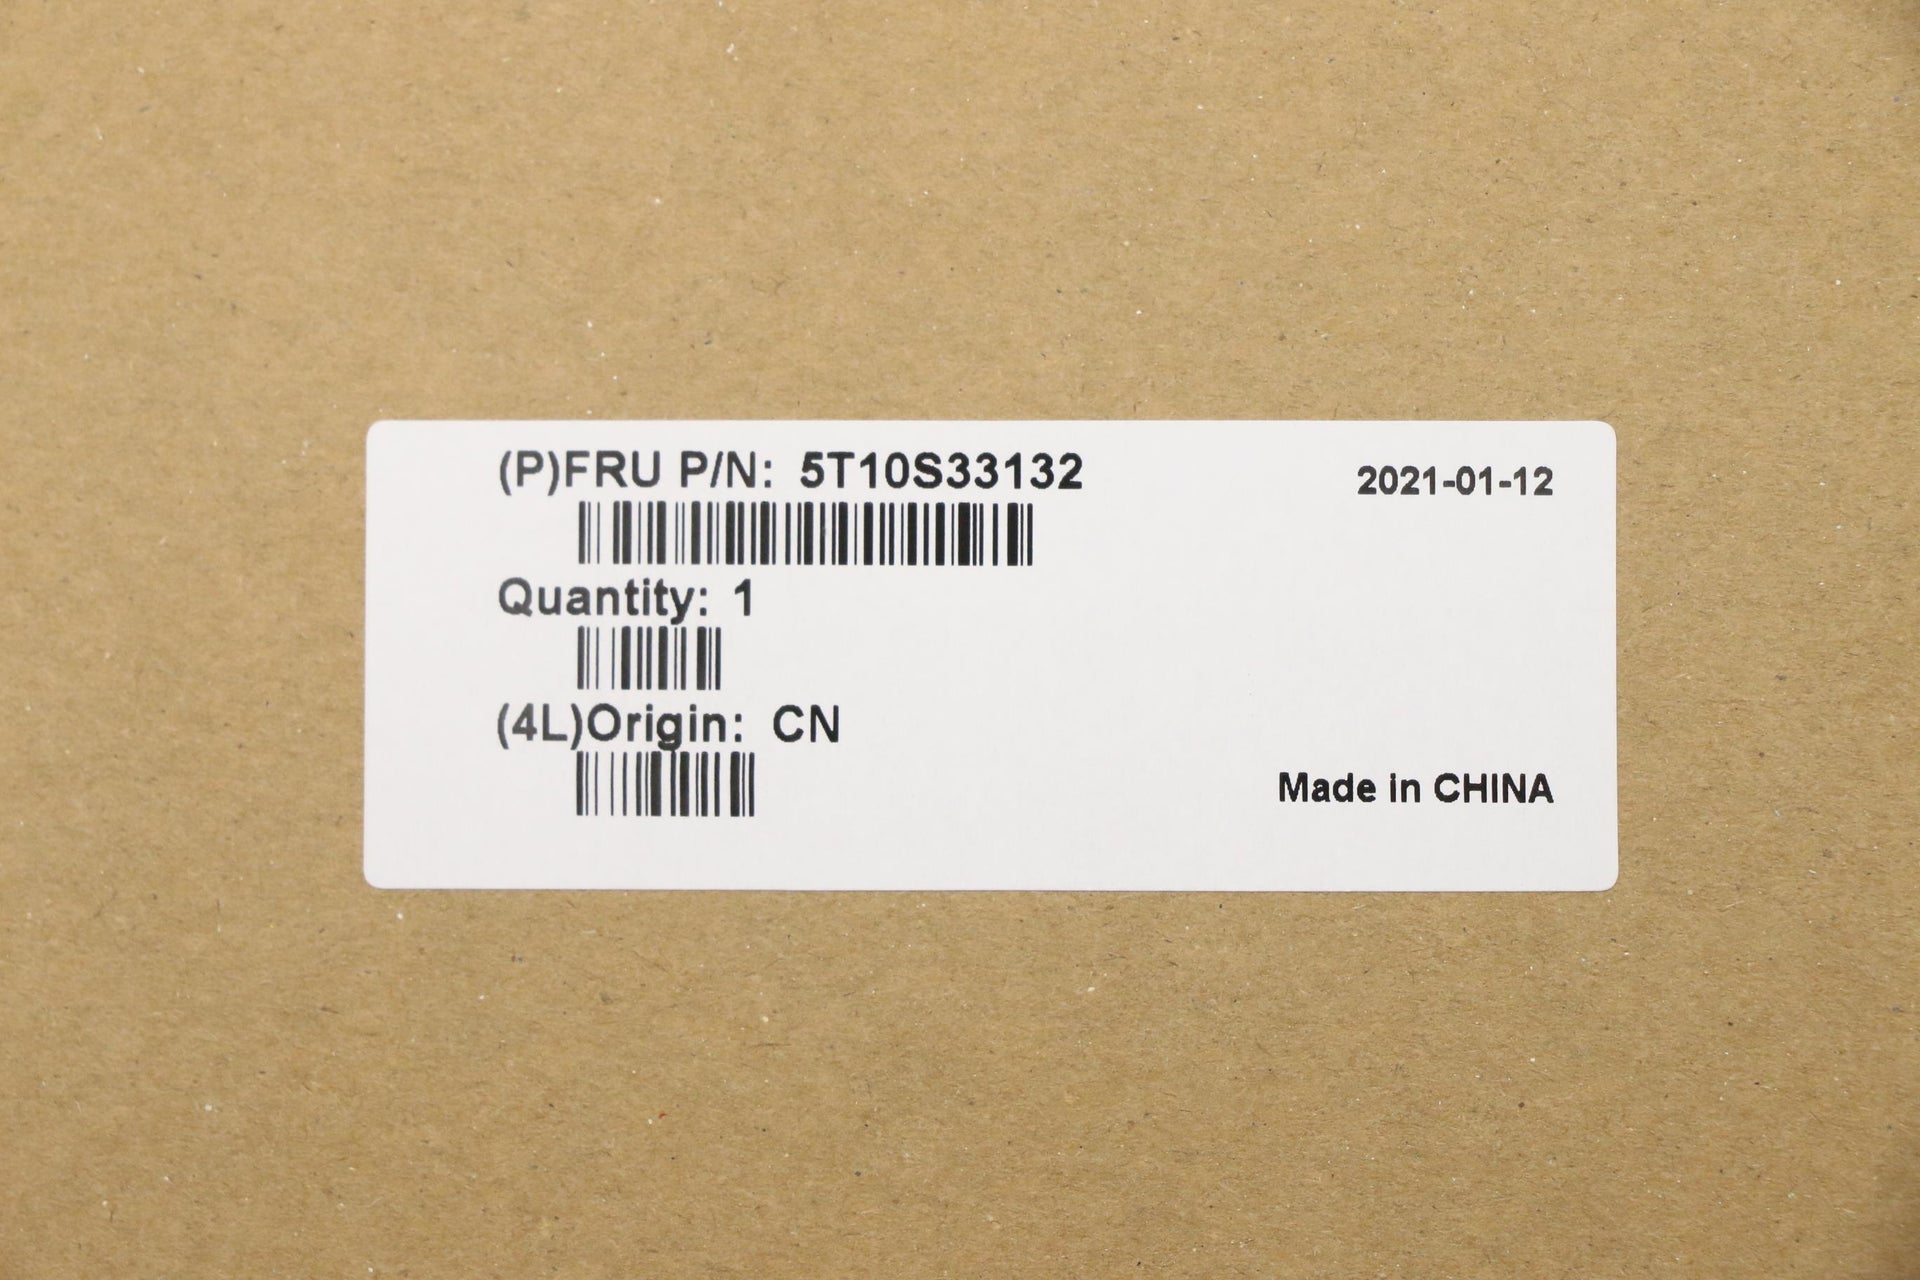 (P)FRU P/N: 5T10S33132
2021-01-12
Quantity: 1
(4L)Origin: CN
Made in CHINA